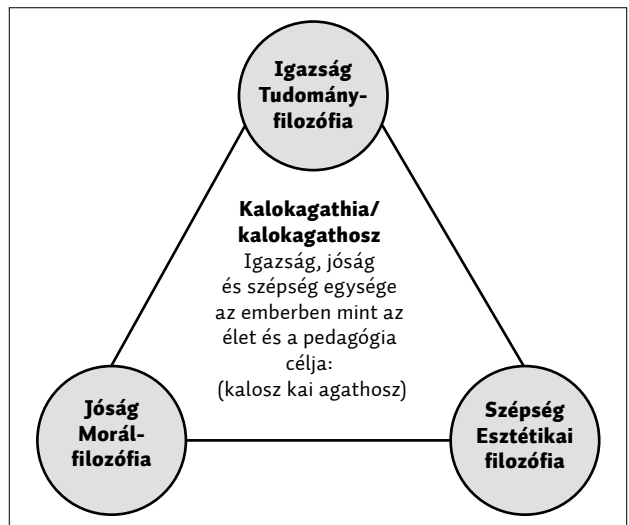 Igazság
Tudomány-
filozófia
Kalokagathia/
kalokagathosz
Igazság, jóság
és szépség egysége
az emberben mint az
élet és a pedagógia
célja:
(kalosz kai agathosz)
Jóság
Morál-
filozófia
Szépség
Esztétikai
filozófia